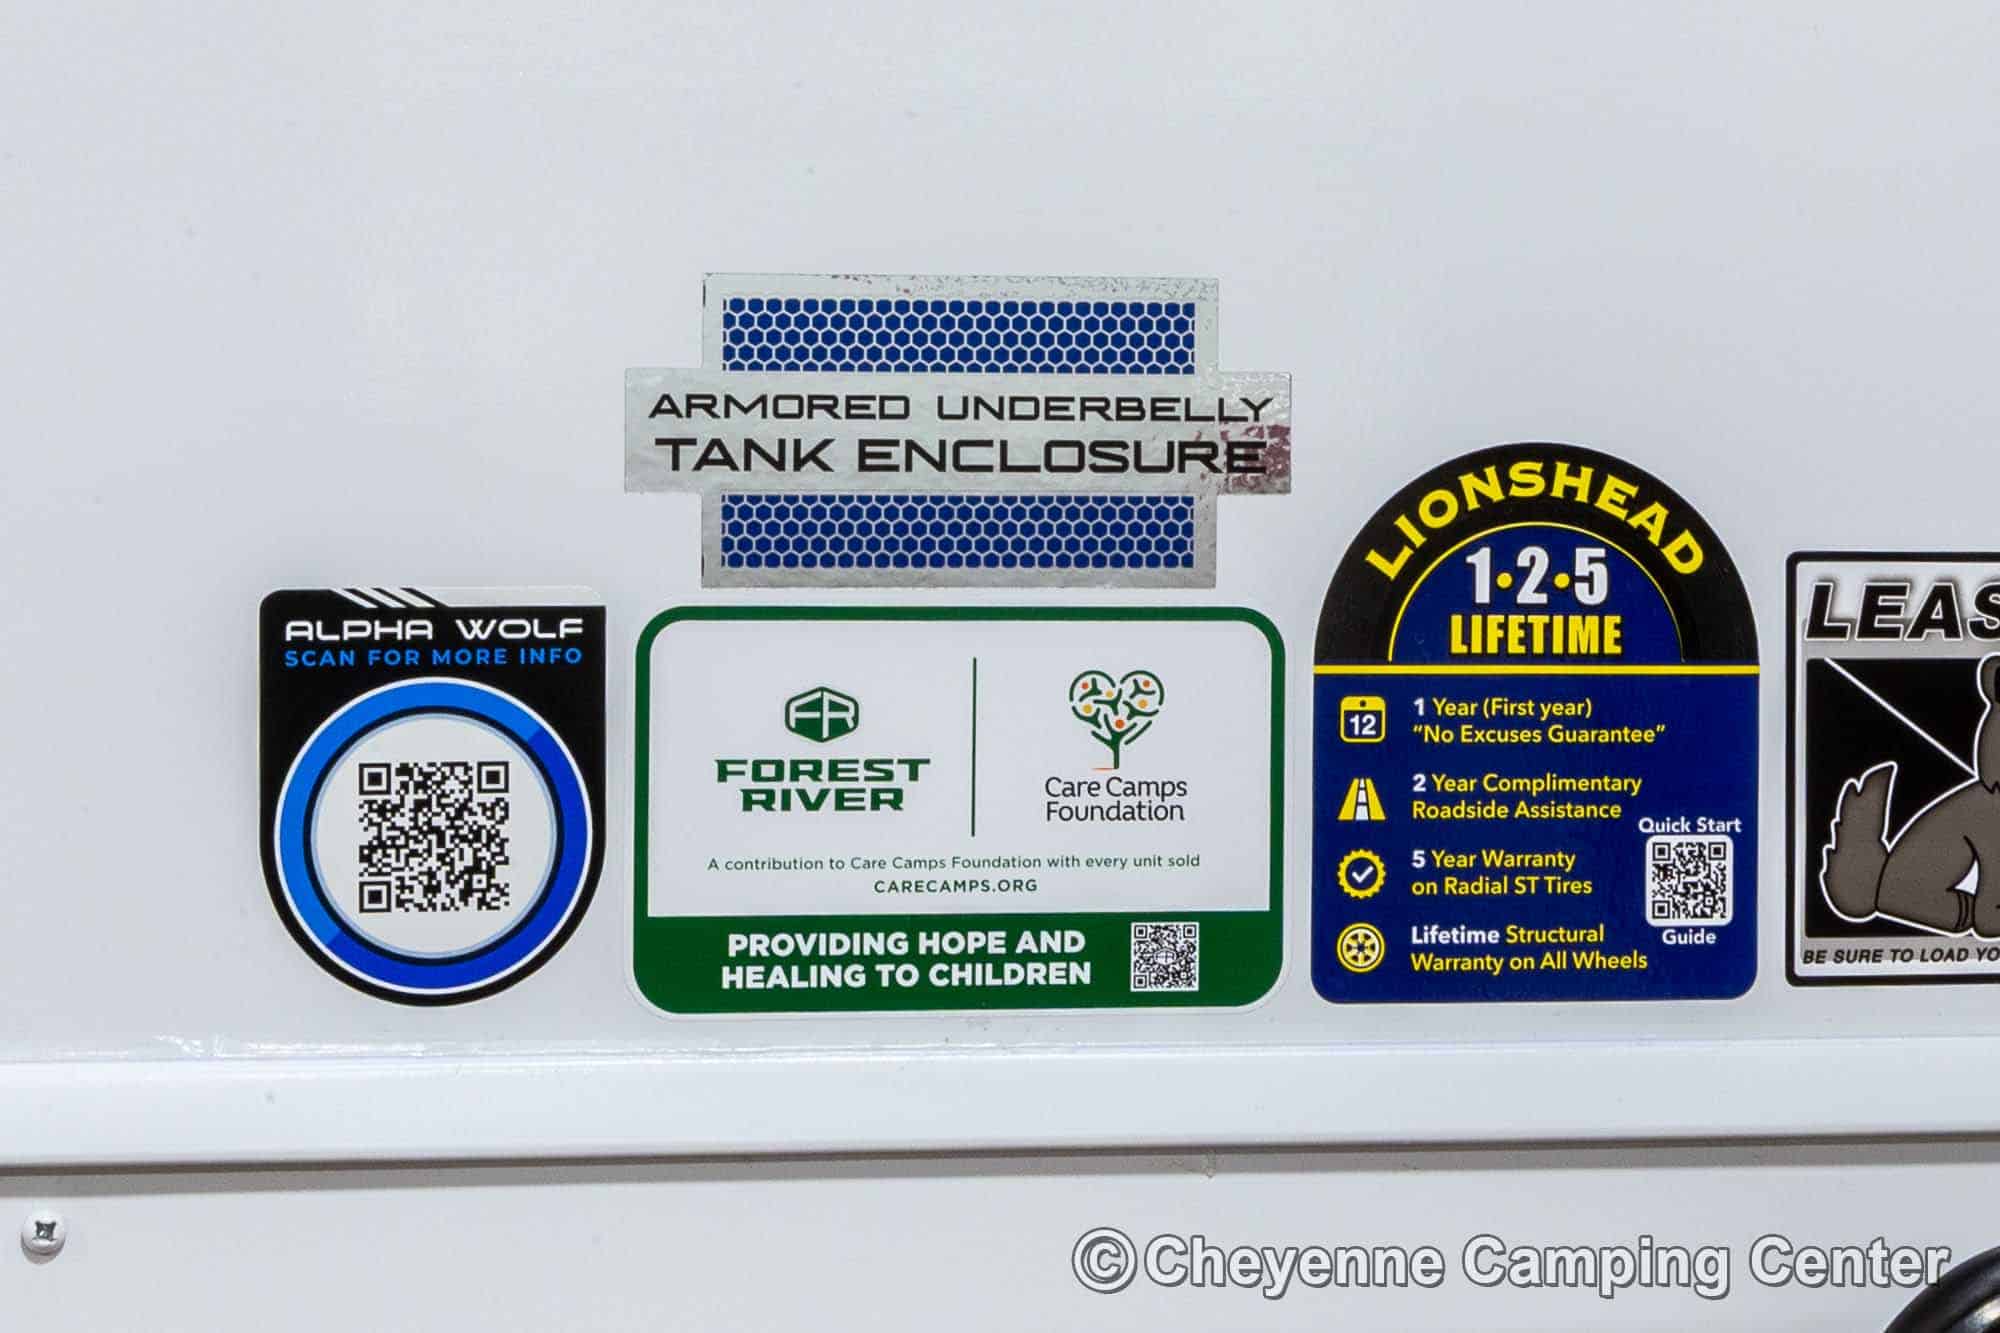 ARMORED UNDERBELLY
TANK ENCLOSURE
ALPHA WOLF
SCAN FOR MORE INFO
FR
FOREST
RIVER
Care Camps
Foundation
A contribution to Care Camps Foundation with every unit sold
CARECAMPS.ORG
PROVIDING HOPE AND
HEALING TO CHILDREN
LIONSHEAD
1•2•5
LIFETIME
12
1 Year (First year)
"No Excuses Guarantee"
2 Year Complimentary
Roadside Assistance
5 Year Warranty
on Radial ST Tires
Lifetime Structural
Warranty on All Wheels
Quick Start
Guide
LEAS
BE SURE TO LOAD YO
©Cheyenne Camping Center